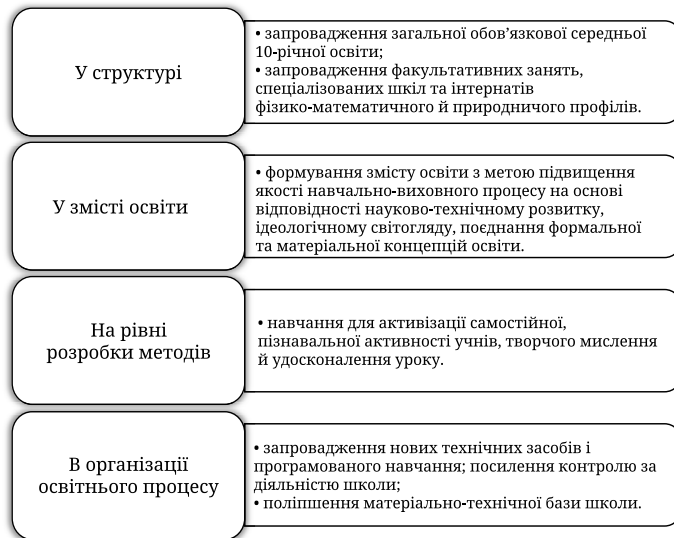 У структурі
• запровадження загальної обов’язкової середньої
10-річної освіти;
• запровадження факультативних занять,
спеціалізованих шкіл та інтернатів
фізико-математичного й природничого профілів.
У змісті освіти
• формування змісту освіти з метою підвищення
якості навчально-виховного процесу на основі
відповідності науково-технічному розвитку,
ідеологічному світогляду, поєднання формальної
та матеріальної концепцій освіти.
На рівні
розробки методів
• навчання для активізації самостійної,
пізнавальної активності учнів, творчого мислення
й удосконалення уроку.
В організації
освітнього процесу
• запровадження нових технічних засобів і
програмованого навчання; посилення контролю за
діяльністю школи;
• поліпшення матеріально-технічної бази школи.